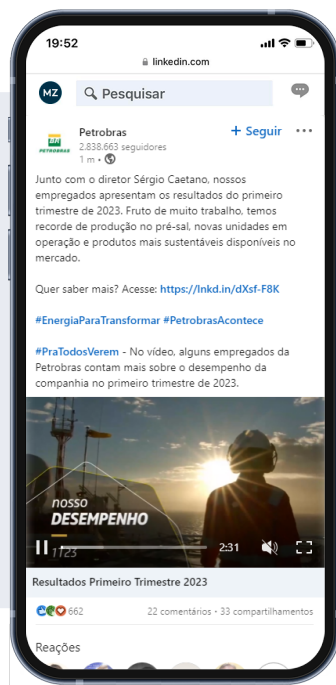 19:52
linkedin.com
MZ
Pesquisar
Petrobras
+ Seguir
BR
PETROBRAS
2.838.663 seguidores
1 m •
Junto com o diretor Sérgio Caetano, nossos
empregados apresentam os resultados do primeiro
trimestre de 2023. Fruto de muito trabalho, temos
recorde de produção no pré-sal, novas unidades em
operação e produtos mais sustentáveis disponíveis no
mercado.
Quer saber mais? Acesse: https://lnkd.in/dXsf-F8K
#EnergiaParaTransformar #PetrobrasAcontece
#PraTodosVerem - No vídeo, alguns empregados da
Petrobras contam mais sobre o desempenho da
companhia no primeiro trimestre de 2023.
nosso
DESEMPENHO
1T23
2:31
Resultados Primeiro Trimestre 2023
662
22 comentários • 33 compartilhamentos
Reações